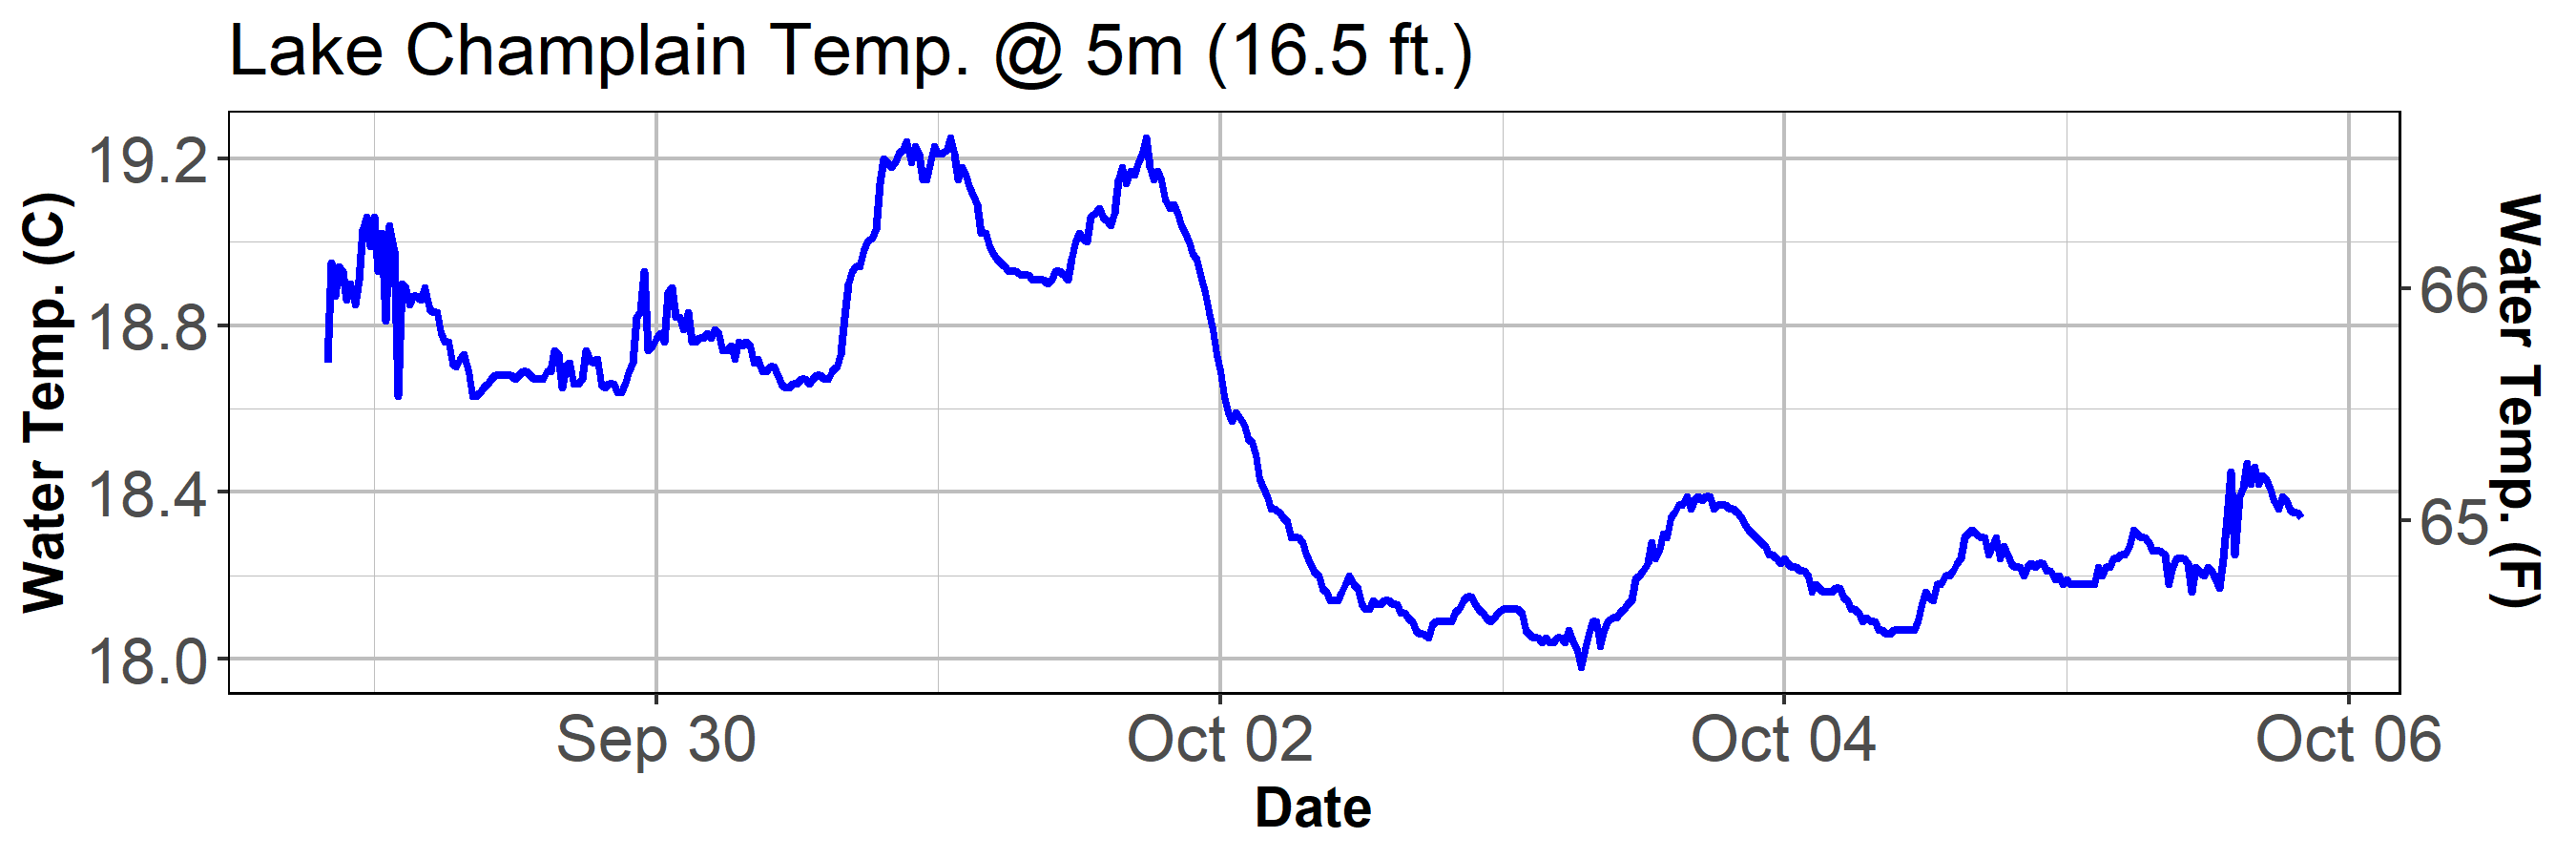 Lake Champlain Temp. @ 5m (16.5 ft.)
Water Temp. (C)
19.2
18.8
18.4
18.0
66
65
Water Temp. (F)
Sep 30
Oct 02
Oct 04
Oct 06
Date